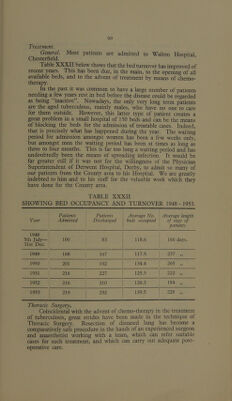 69
Treatment.
General. Most patients are admitted to Walton Hospital,
Chesterfield.
Table XXXII below shows that the bed turnover has improved of
recent years. This has been due, in the main, to the opening of all
available beds, and to the advent of treatment by means of chemo-
therapy.
In the past it was common to have a large number of patients
needing a few years rest in bed before the disease could be regarded
as being "inactive". Nowadays, the only very long term patients
are the aged tuberculous, mainly males, who have no one to care
for them outside. However, this latter type of patient creates a
great problem in a small hospital of 150 beds and can be the means
of blocking the beds for the admission of treatable cases. Indeed,
that is precisely what has happened during the year. The waiting
period for admission amongst women has been a few weeks only,
but amongst men the waiting period has been at times as long as
three to four months. This is far too long a waiting period and has
undoubtedly been the means of spreading infection. It would be
far greater still if it was not for the willingness of the Physician
Superintendent of Derwent Hospital, Derby, to admit so many of
our patients from the County area to his Hospital. We are greatly
indebted to him and to his staff for the valuable work which they
have done for the County area.
TABLE XXXII
SHOWING BED OCCUPANCY AND TURNOVER 1948 - 1953.
Year Patients Admitted Patients Discharged Average No. beds occupied Average length of stay of patients
1948
5th July—
31st Dec. 100 83 118.6 184 days.
1949 168 167 117.5 237 „
1950 201 192 134.4 265 „
1951 214 227 125.5 222 „
1952 216 203 126.5 194 „
1953 219 210 139.5 228 „
Thoracic Surgery.
Coincidental with the advent of chemo-therapy in the treatment
of tuberculosis, great strides have been made in the technique of
Thoracic Surgery. Resection of diseased lung has become a
comparatively safe procedure in the hands of an experienced surgeon
and anaesthetist working with a team, which can refer suitable
cases for such treatment, and which can carry out adequate post-
operative care.